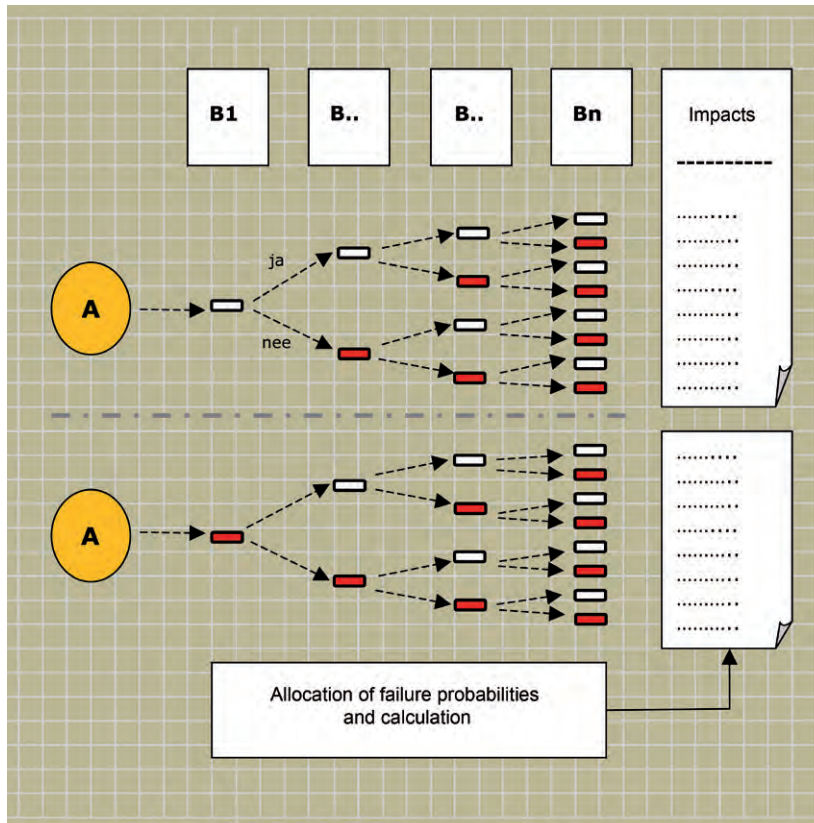 B1 B.. B.. Bn Impacts
ja
A
nee
A
Allocation of failure probabilities
and calculation